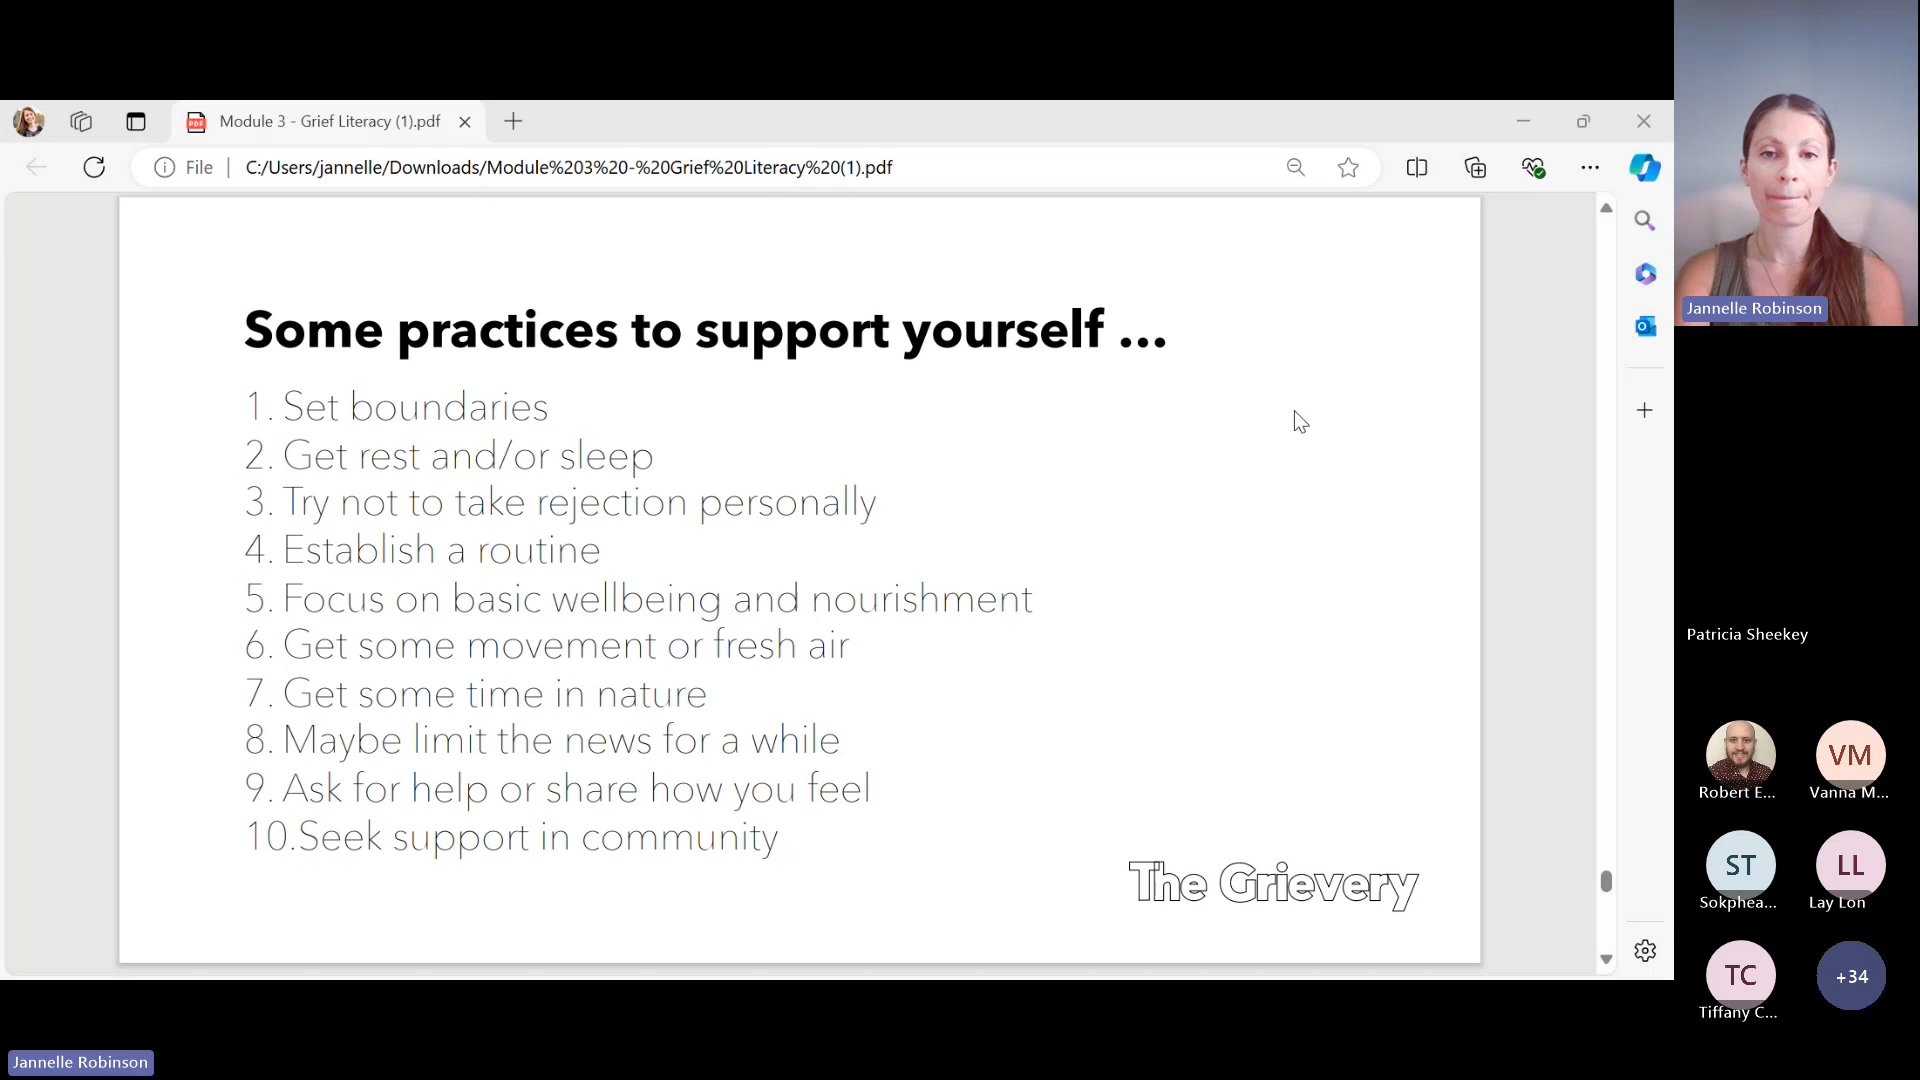 Module 3 - Grief Literacy (1).pdf
File
C:/Users/jannelle/Downloads/Module%203%20-%20Grief%20Literacy%20(1).pdf
Some practices to support yourself ...
1. Set boundaries
2. Get rest and/or sleep
3. Try not to take rejection personally
4. Establish a routine
5. Focus on basic wellbeing and nourishment
6. Get some movement or fresh air
7. Get some time in nature
8. Maybe limit the news for a while
9. Ask for help or share how you feel
10.Seek support in community
The Grievery
Jannelle Robinson
Patricia Sheekey
Robert E...
VM
Vanna M...
ST
Sokphea...
LL
Lay Lon
TC
Tiffany C...
+34
Jannelle Robinson